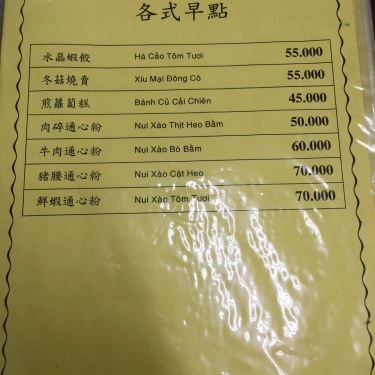 各式早點
水晶蝦餃 Há Cảo Tôm Tươi 55.000
冬菇燒賣 Xíu Mại Đông Cô 55.000
煎蘿蔔糕 Bánh Củ Cải Chiên 45.000
肉碎通心粉 Nui Xào Thịt Heo Bằm 50.000
牛肉通心粉 Nui Xào Bò Bằm 60.000
豬腰通心粉 Nui Xào Cật Heo 70.000
鮮蝦通心粉 Nui Xào Tôm Tươi 70.000